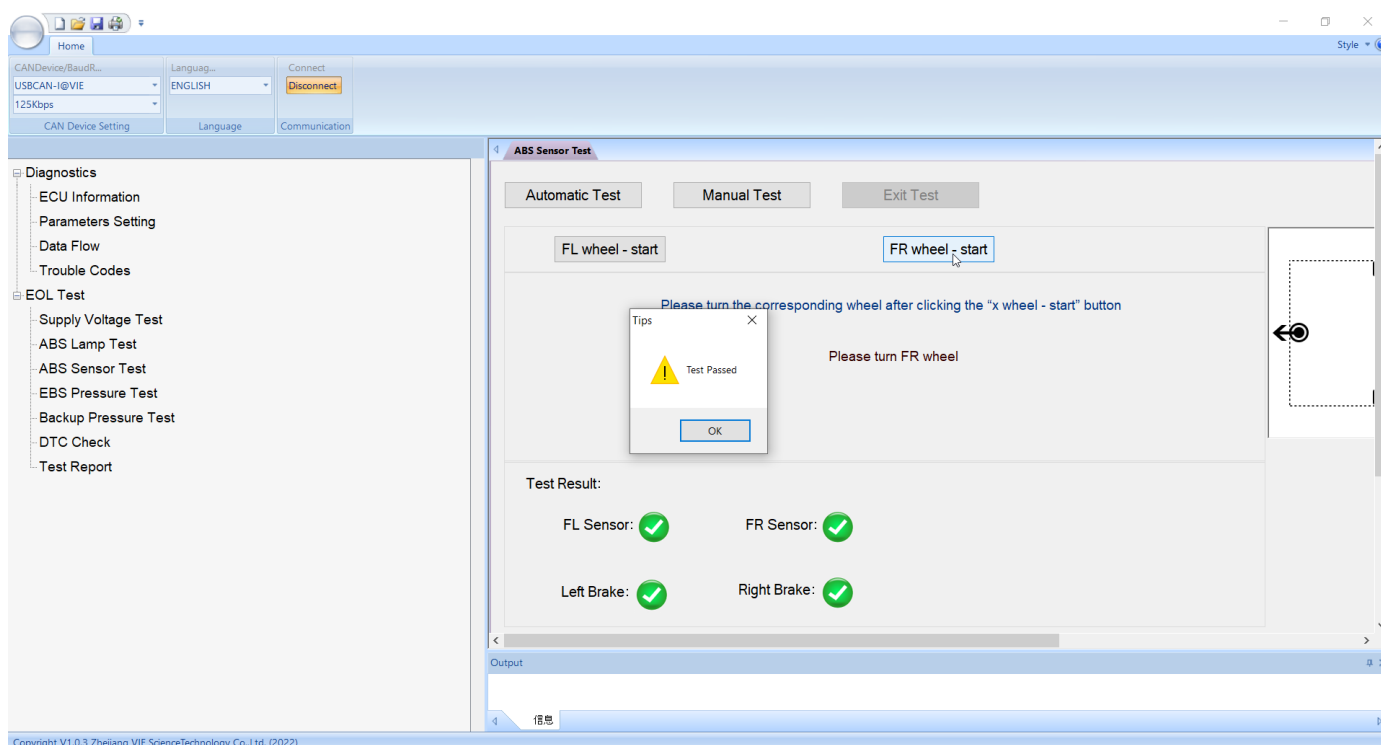 Home
Style
CANDevice/BaudR...
Languag...
Connect
USBCAN-I@VIE
ENGLISH
Disconnect
125Kbps
CAN Device Setting
Language
Communication
ABS Sensor Test
Diagnostics
ECU Information
Parameters Setting
Data Flow
Trouble Codes
EOL Test
Supply Voltage Test
ABS Lamp Test
ABS Sensor Test
EBS Pressure Test
Backup Pressure Test
DTC Check
Test Report
Automatic Test
Manual Test
Exit Test
FL wheel - start
FR wheel - start
Please turn the corresponding wheel after clicking the “x wheel - start” button
Please turn FR wheel
Tips
Test Passed
OK
Test Result:
FL Sensor:
FR Sensor:
Left Brake:
Right Brake:
Output
信息
Copyright V1.0.3 Zhejiang VIE ScienceTechnology Co.,Ltd. (2022)